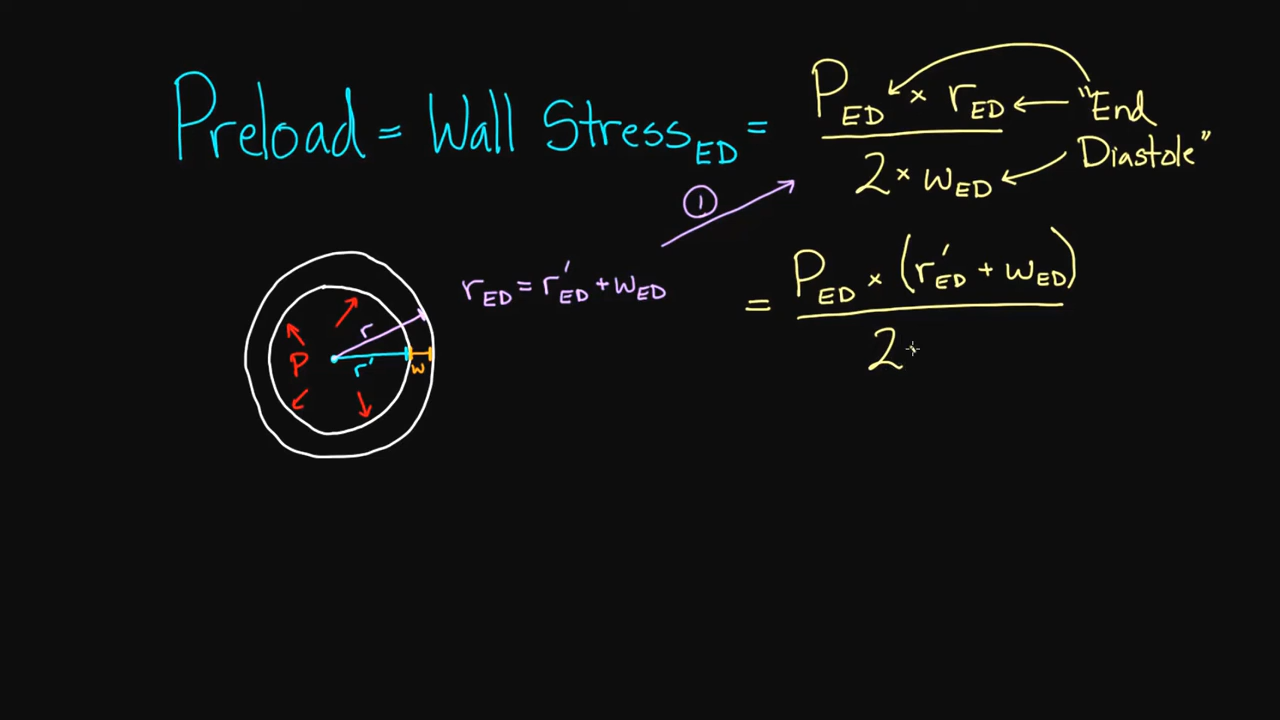 Preload = Wall Stress_ED = P_ED × r_ED
2 × w_ED
"End
Diastole"
①
r_ED = r'_ED + w_ED
= P_ED × (r'_ED + w_ED)
2
r
P
r'
w